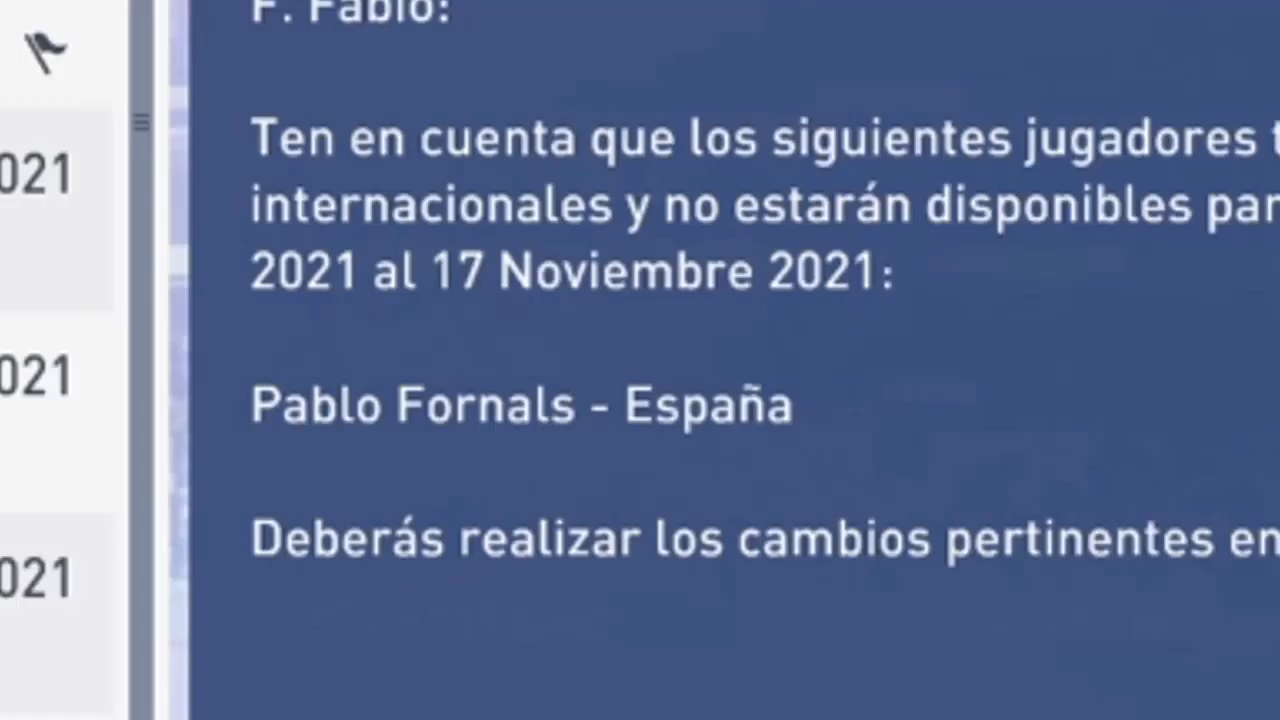 F. Fabio:
021
Ten en cuenta que los siguientes jugadores
internacionales y no estarán disponibles
2021 al 17 Noviembre 2021:
021
Pablo Fornals - España
Deberás realizar los cambios pertinentes en
021